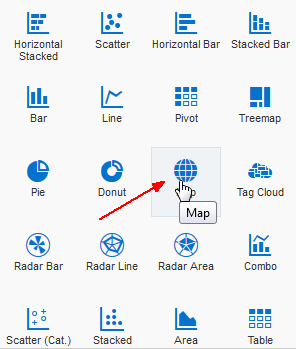 Horizontal Stacked
Scatter
Horizontal Bar
Stacked Bar
Bar
Line
Pivot
Treemap
Pie
Donut
Tag Cloud
Map
Radar Bar
Radar Line
Radar Area
Combo
Scatter (Cat.)
Stacked
Area
Table